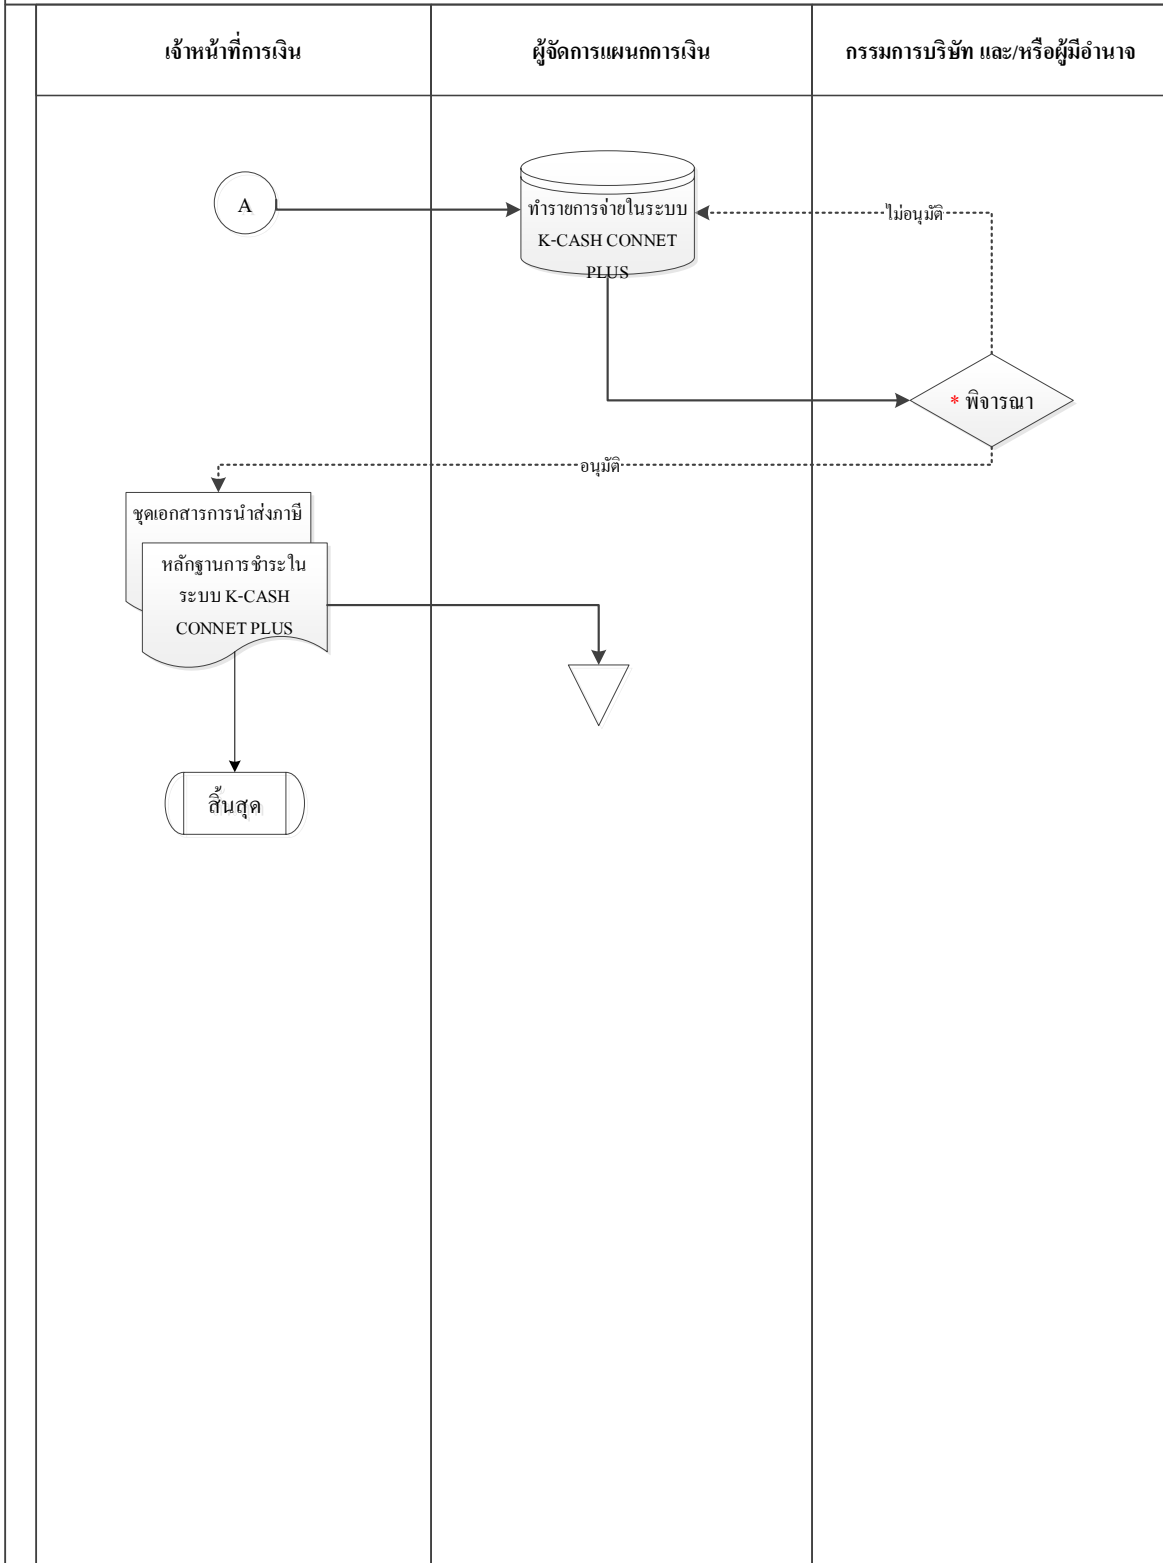 เจ้าหน้าที่การเงิน
ผู้จัดการแผนกการเงิน
กรรมการบริษัท และ/หรือผู้มีอำนาจ
A
ทำรายการจ่ายในระบบ
K-CASH CONNET
PLUS
ไม่อนุมัติ
* พิจารณา
อนุมัติ
ชุดเอกสารการนำส่งภาษี
หลักฐานการชำระใน
ระบบ K-CASH
CONNET PLUS
สิ้นสุด